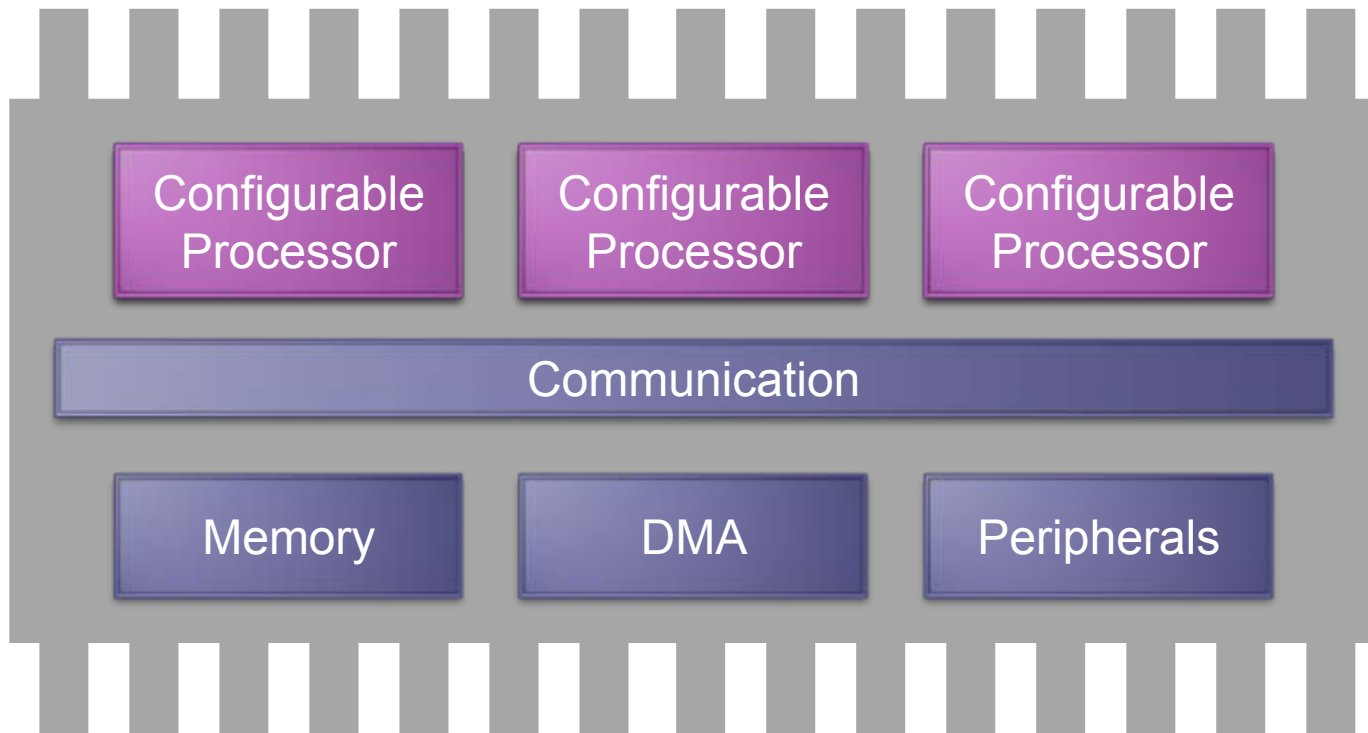 Configurable
Processor
Configurable
Processor
Configurable
Processor
Communication
Memory
DMA
Peripherals